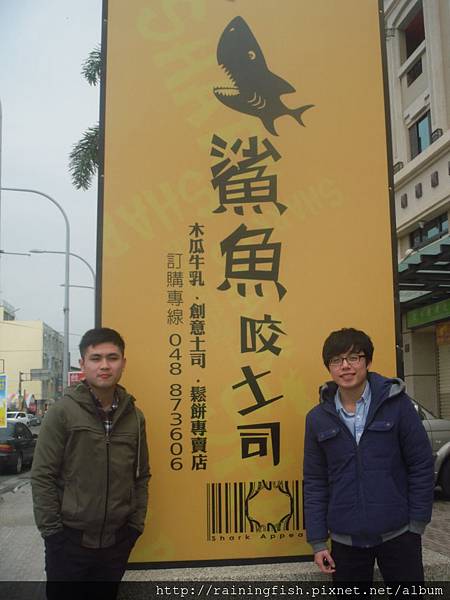 鯊魚咬土司
木瓜牛乳．創意土司．鬆餅專賣店
訂購專線 048 873606
Shark Appea
http://rainingfish.pixnet.net/album